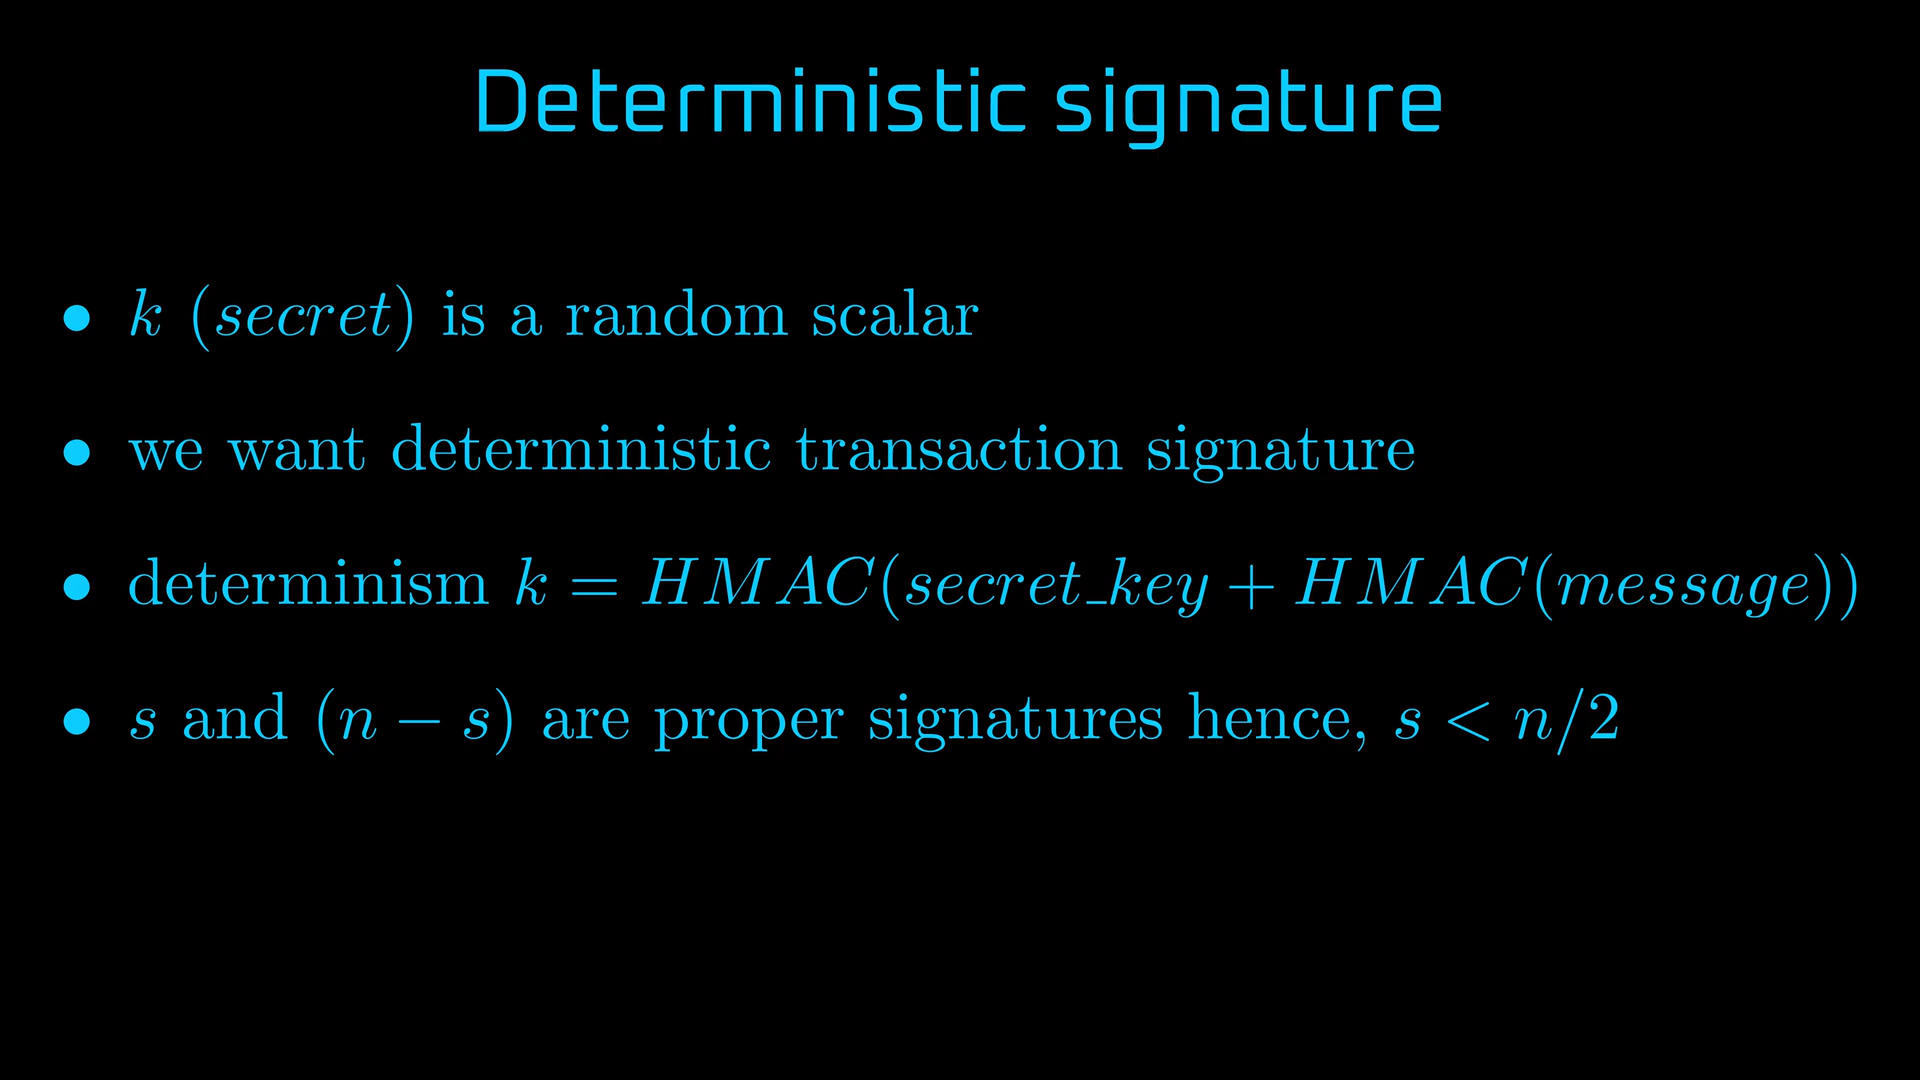 Deterministic signature
• k (secret) is a random scalar
• we want deterministic transaction signature
• determinism k = HMAC(secret_key + HMAC(message))
• s and (n − s) are proper signatures hence, s < n/2